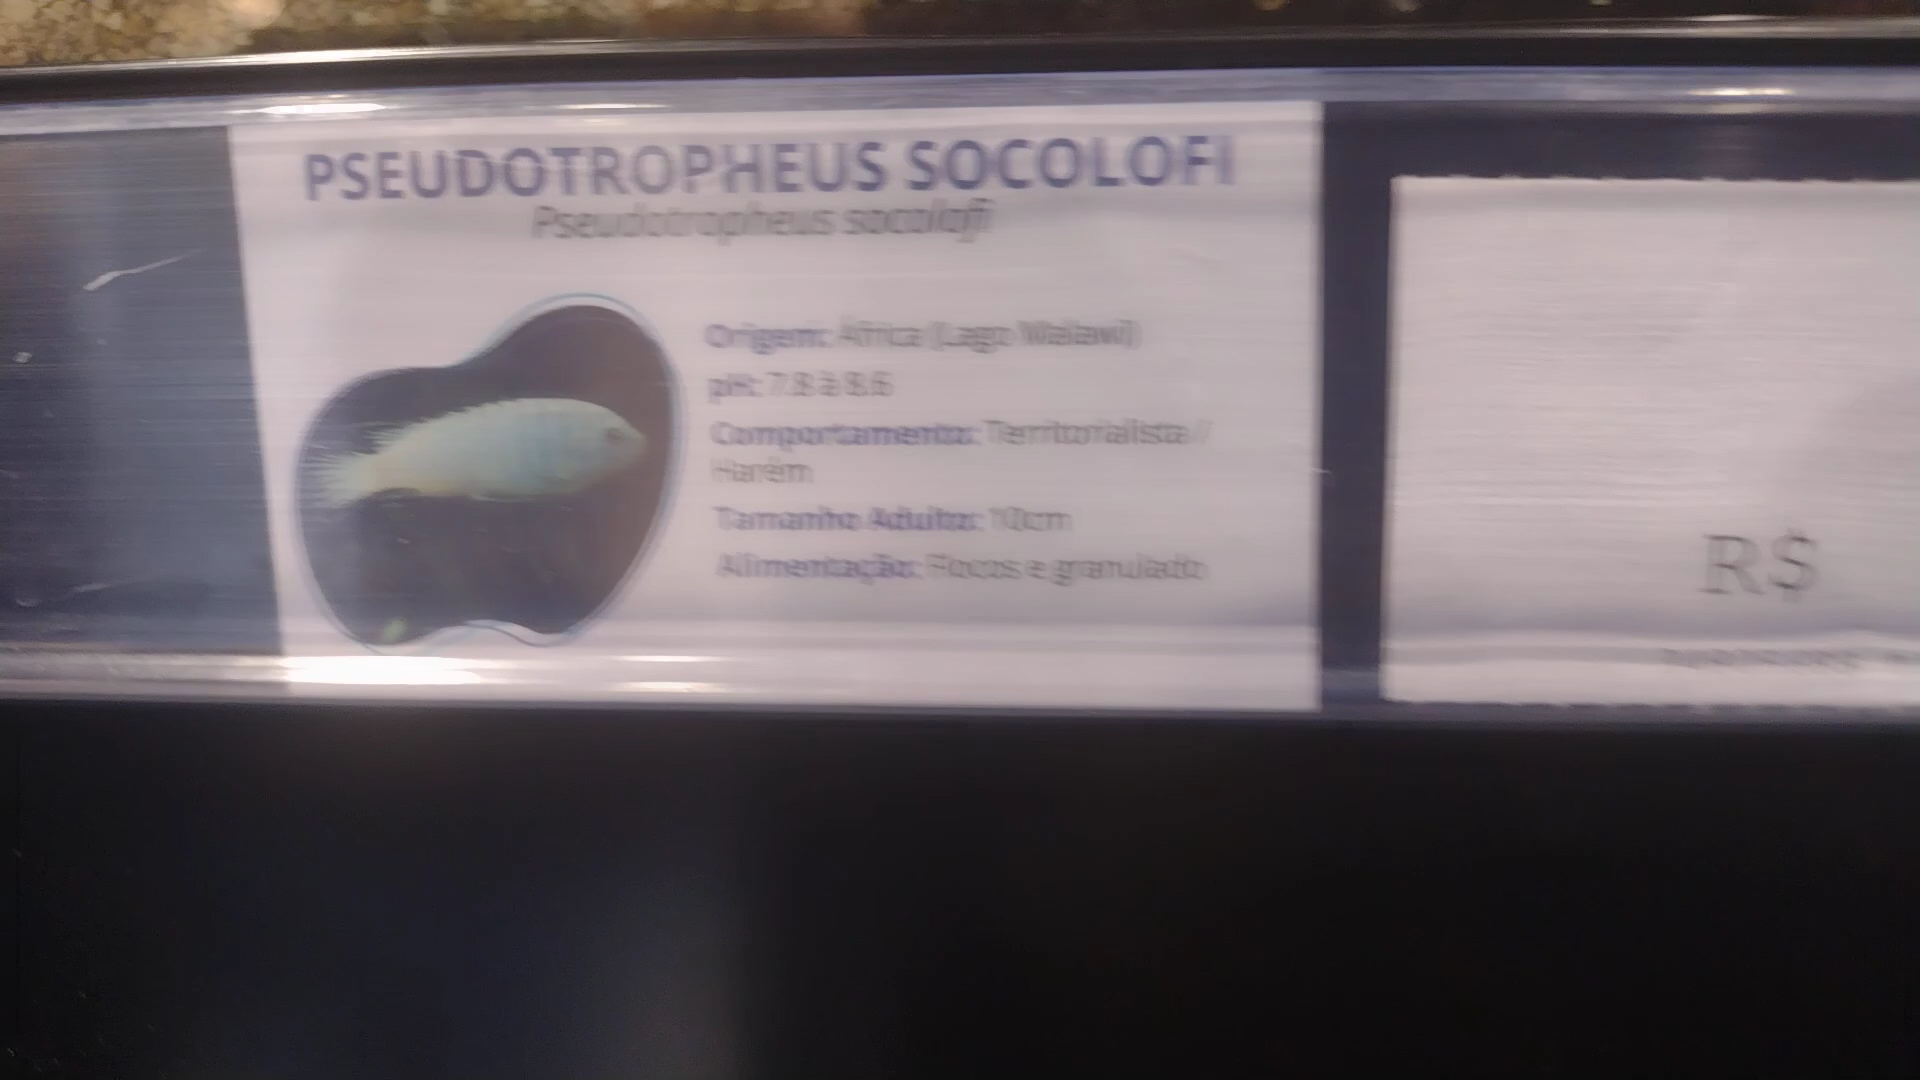 PSEUDOTROPHEUS SOCOLOFI
Pseudotropheus socolofi
Origem: África (Lago Malawi)
pH: 7.8 à 8.6
Comportamento: Territorialista /
Harém
Tamanho Adulto: 10cm
Alimentação: Flocos e granulado
R$